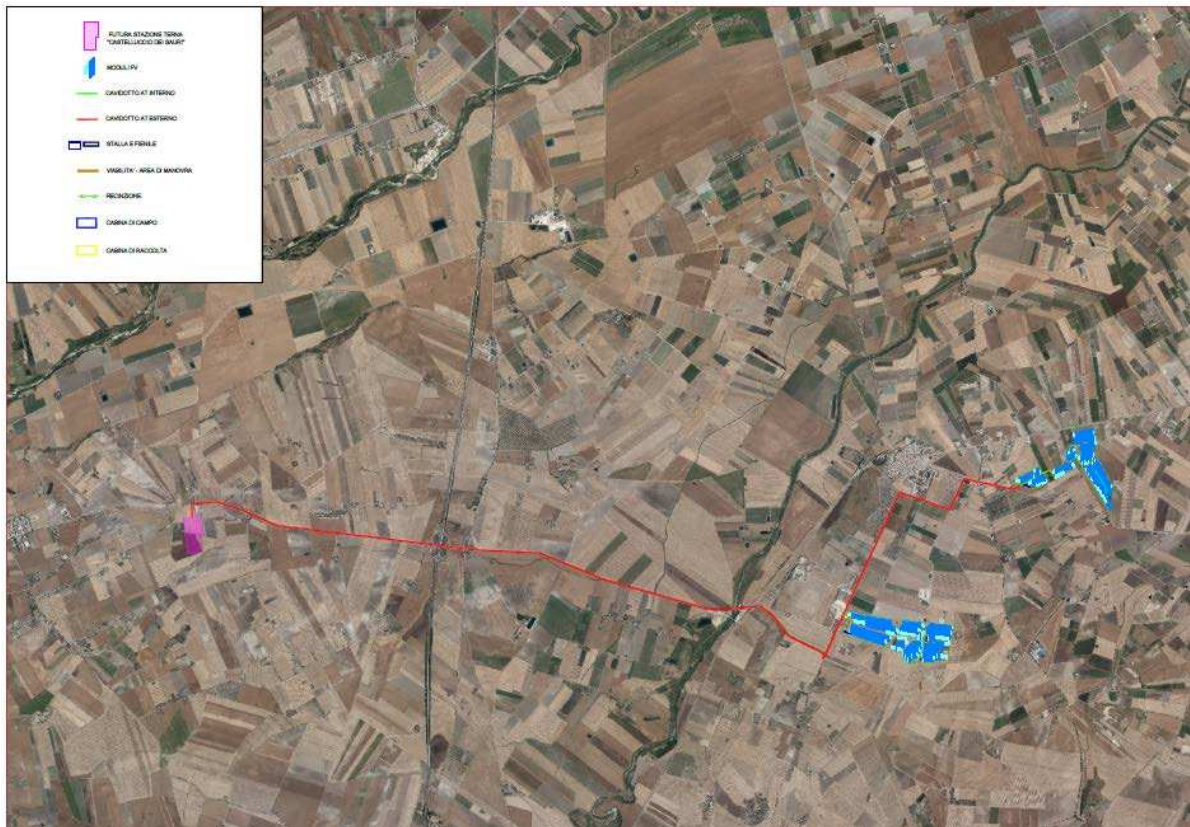 FUTURA STAZIONE TERNA
"CASTELLUCCIO DEI SAURI"
MODULI FV
CAVIDOTTO AT INTERNO
CAVIDOTTO AT ESTERNO
STALLA E FIENILE
VIABILITA' - AREA DI MANOVRA
RECINZIONE
CABINA DI CAMPO
CABINA DI RACCOLTA